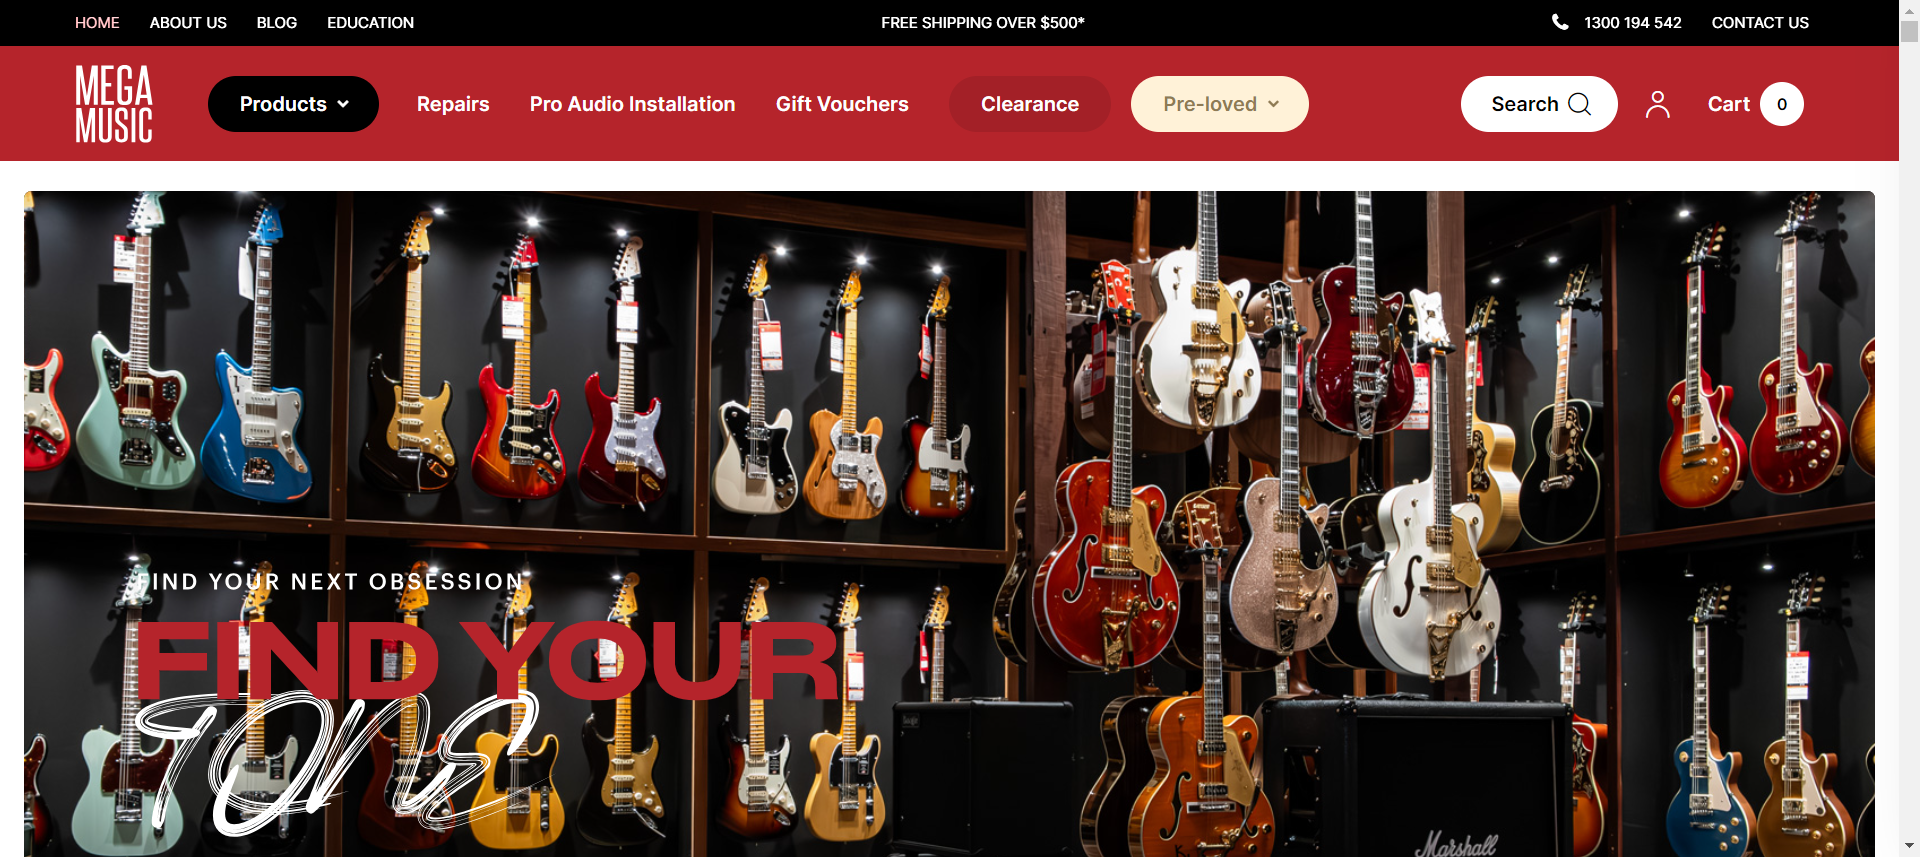 HOME ABOUT US BLOG EDUCATION FREE SHIPPING OVER $500* 1300 194 542 CONTACT US
MEGA
MUSIC
Products Repairs Pro Audio Installation Gift Vouchers Clearance Pre-loved Search Cart 0
FIND YOUR NEXT OBSESSION
FIND YOUR
TONE
Marshall